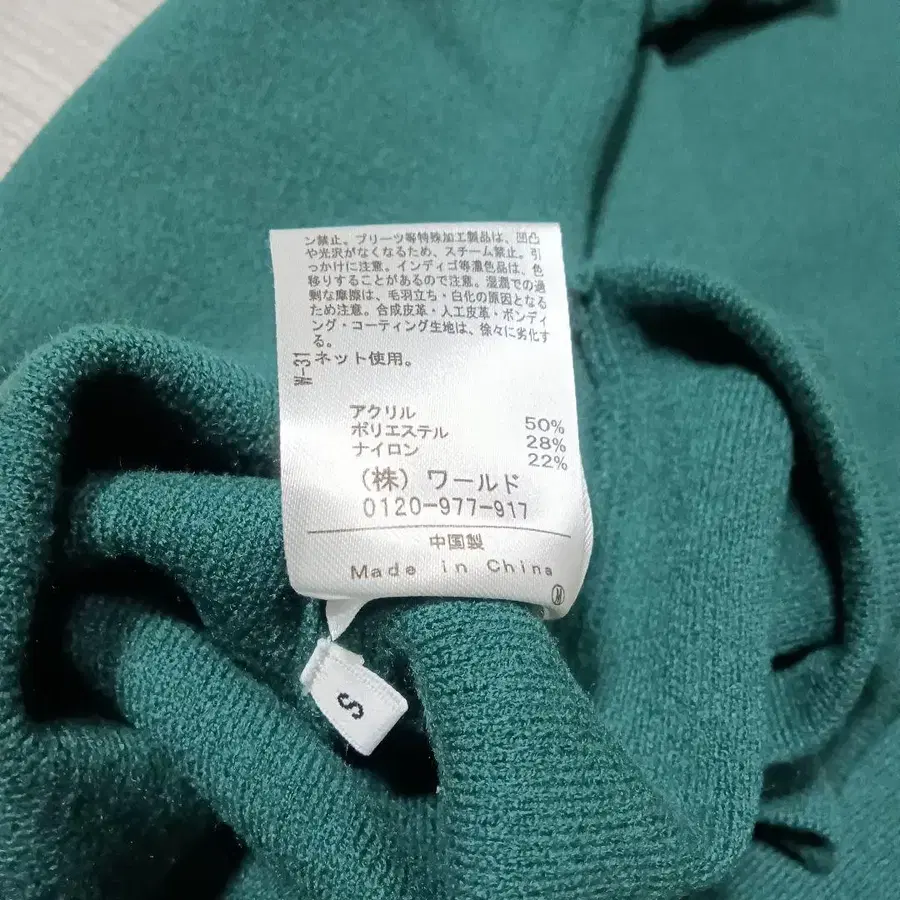 ン禁止。プリーツ等特殊加工製品は、凹凸
や光沢がなくなるため、スチーム禁止。引
っかけに注意。インディゴ等濃色品は、色
移りすることがあるので注意。湿潤での過
剰な摩擦は、毛羽立ち・白化の原因となる
ため注意。合成皮革・人工皮革・ボンディ
ング・コーティング生地は、徐々に劣化す
る。
ネット使用。
W-31
アクリル 50%
ポリエステル 28%
ナイロン 22%
(株)ワールド
0120-977-917
中国製
Made in China
S